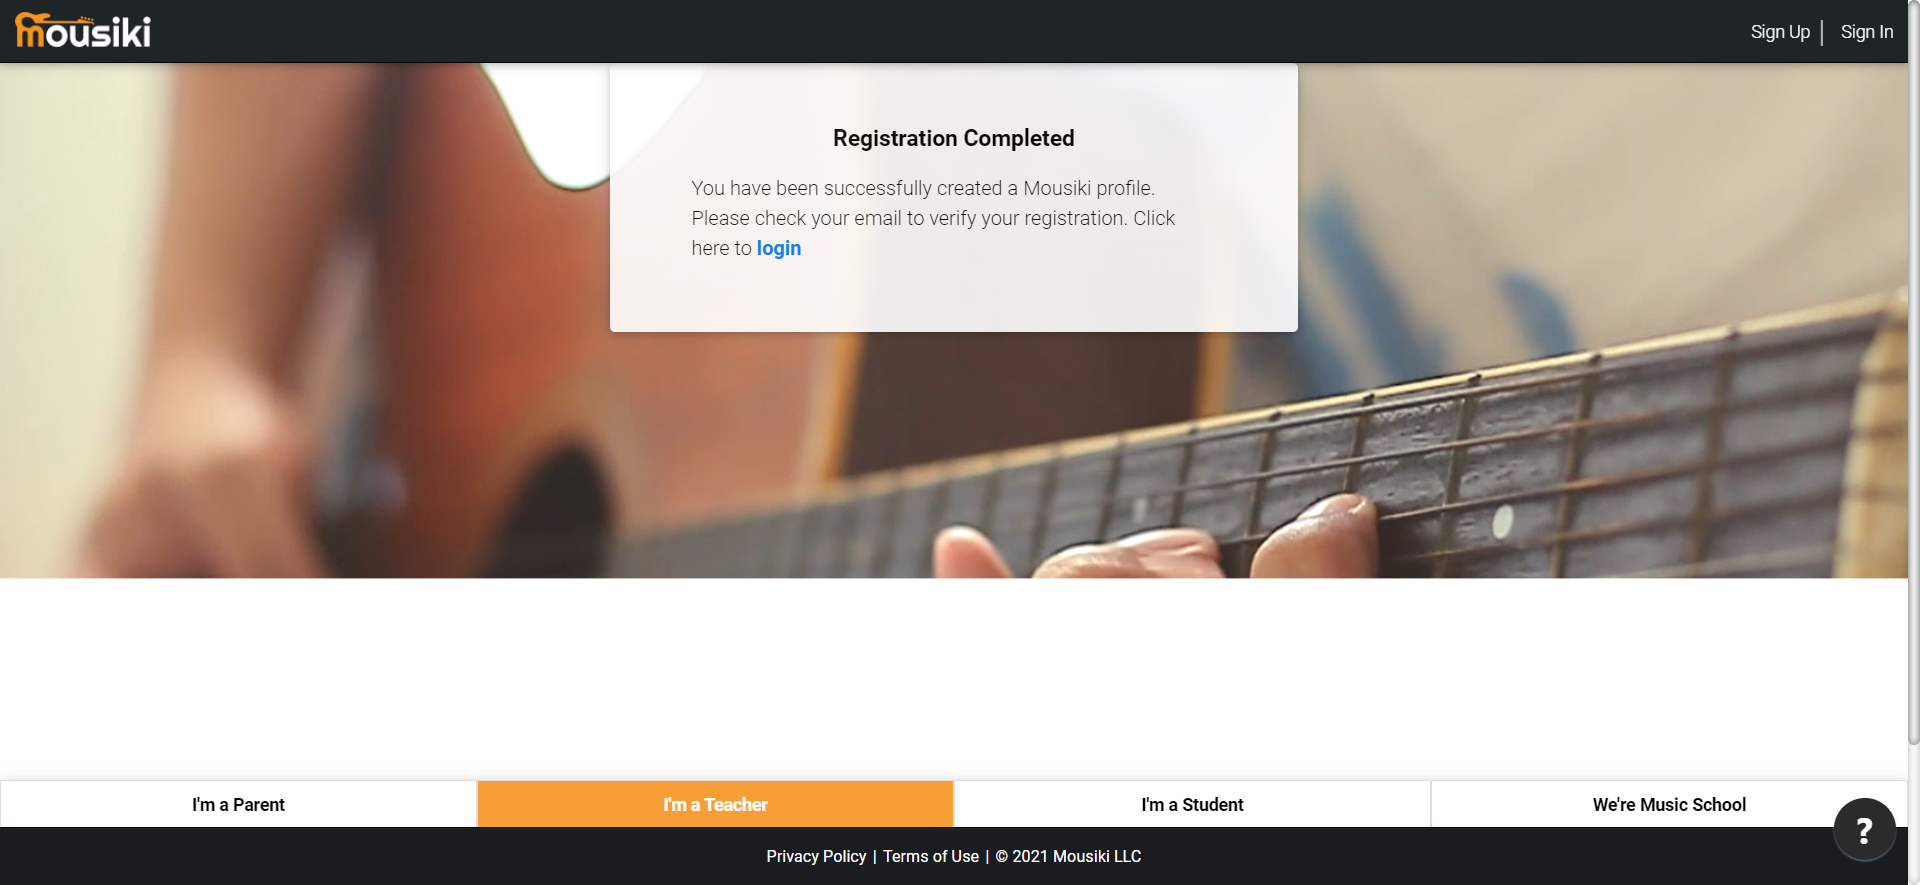 mousiki
Sign Up | Sign In
Registration Completed
You have been successfully created a Mousiki profile.
Please check your email to verify your registration. Click
here to login
I'm a Parent
I'm a Teacher
I'm a Student
We're Music School
?
Privacy Policy | Terms of Use | © 2021 Mousiki LLC